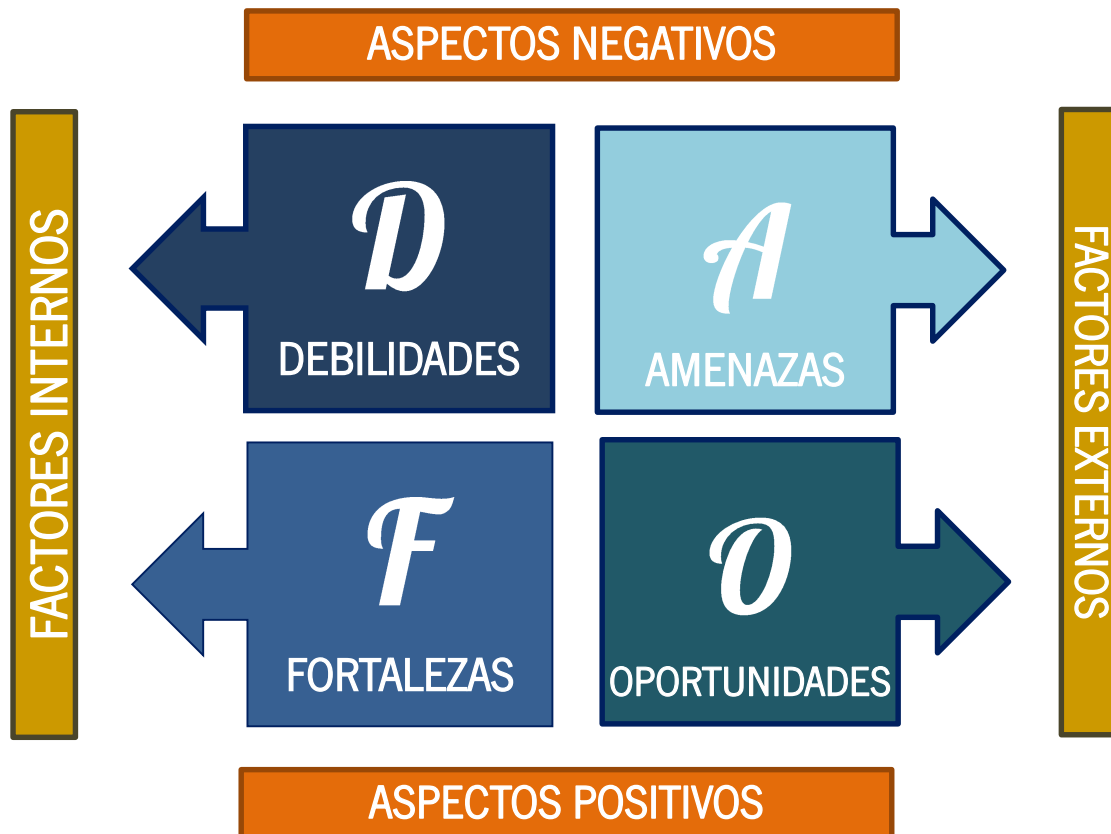 ASPECTOS NEGATIVOS
FACTORES INTERNOS
D
DEBILIDADES
A
AMENAZAS
FACTORES EXTERNOS
F
FORTALEZAS
O
OPORTUNIDADES
ASPECTOS POSITIVOS